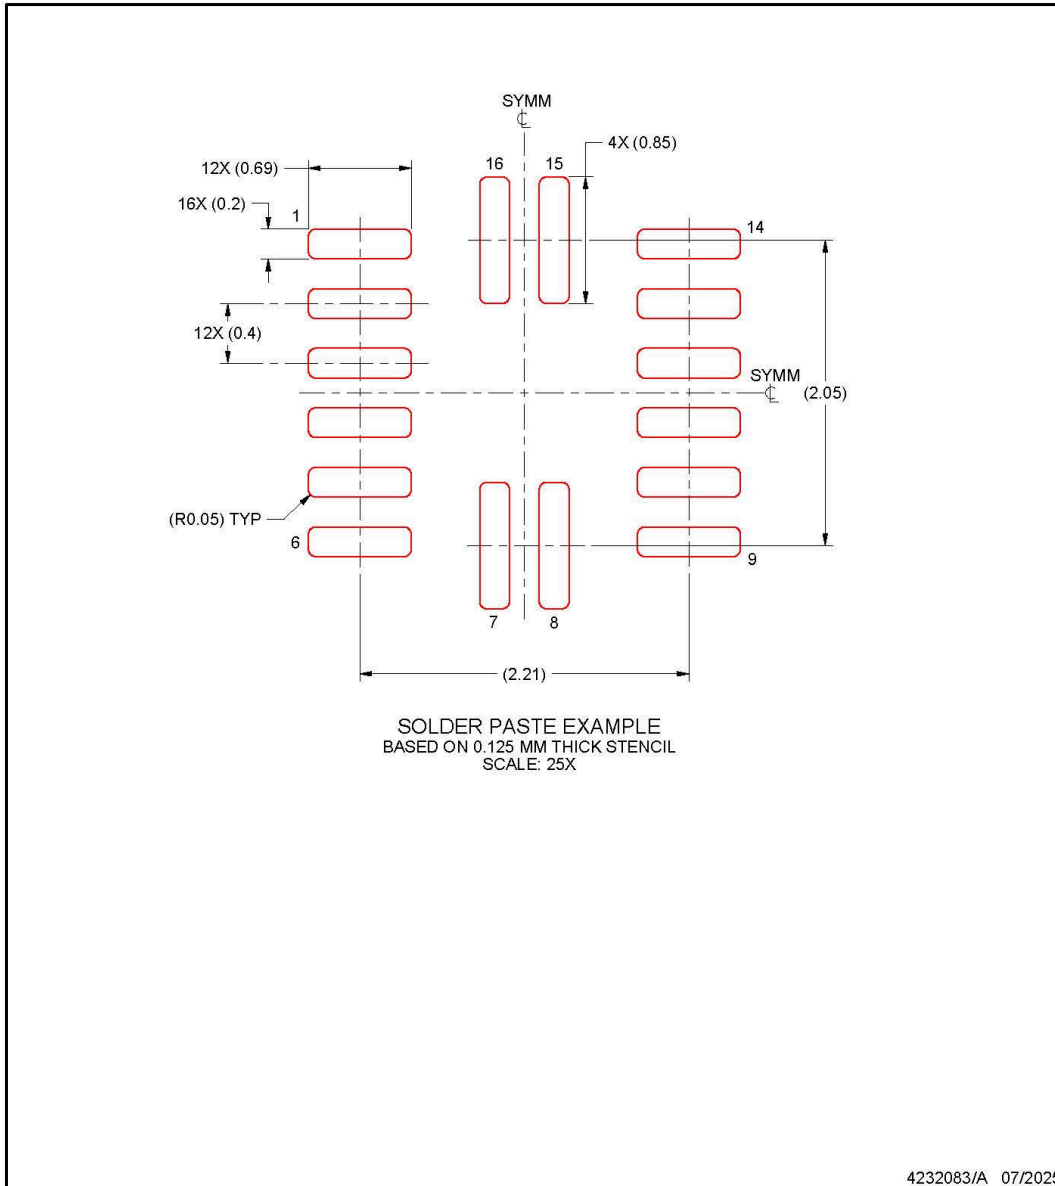 SYMM
℄
4X (0.85)
12X (0.69)
16
15
16X (0.2)
1
14
12X (0.4)
SYMM
℄
(2.05)
(R0.05) TYP
6
9
7
8
(2.21)
SOLDER PASTE EXAMPLE
BASED ON 0.125 MM THICK STENCIL
SCALE: 25X
4232083/A 07/2025